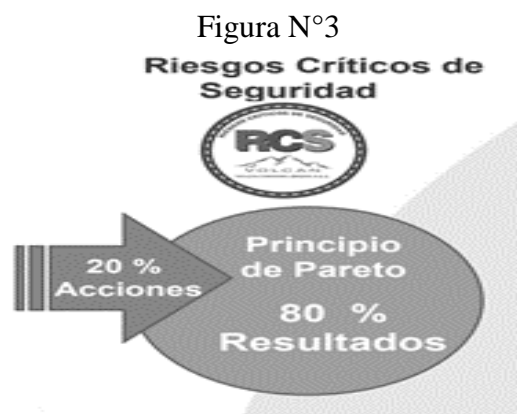 Figura N°3
Riesgos Críticos de
Seguridad
RCS
VOLCAN
20 %
Acciones
Principio
de Pareto
80 %
Resultados